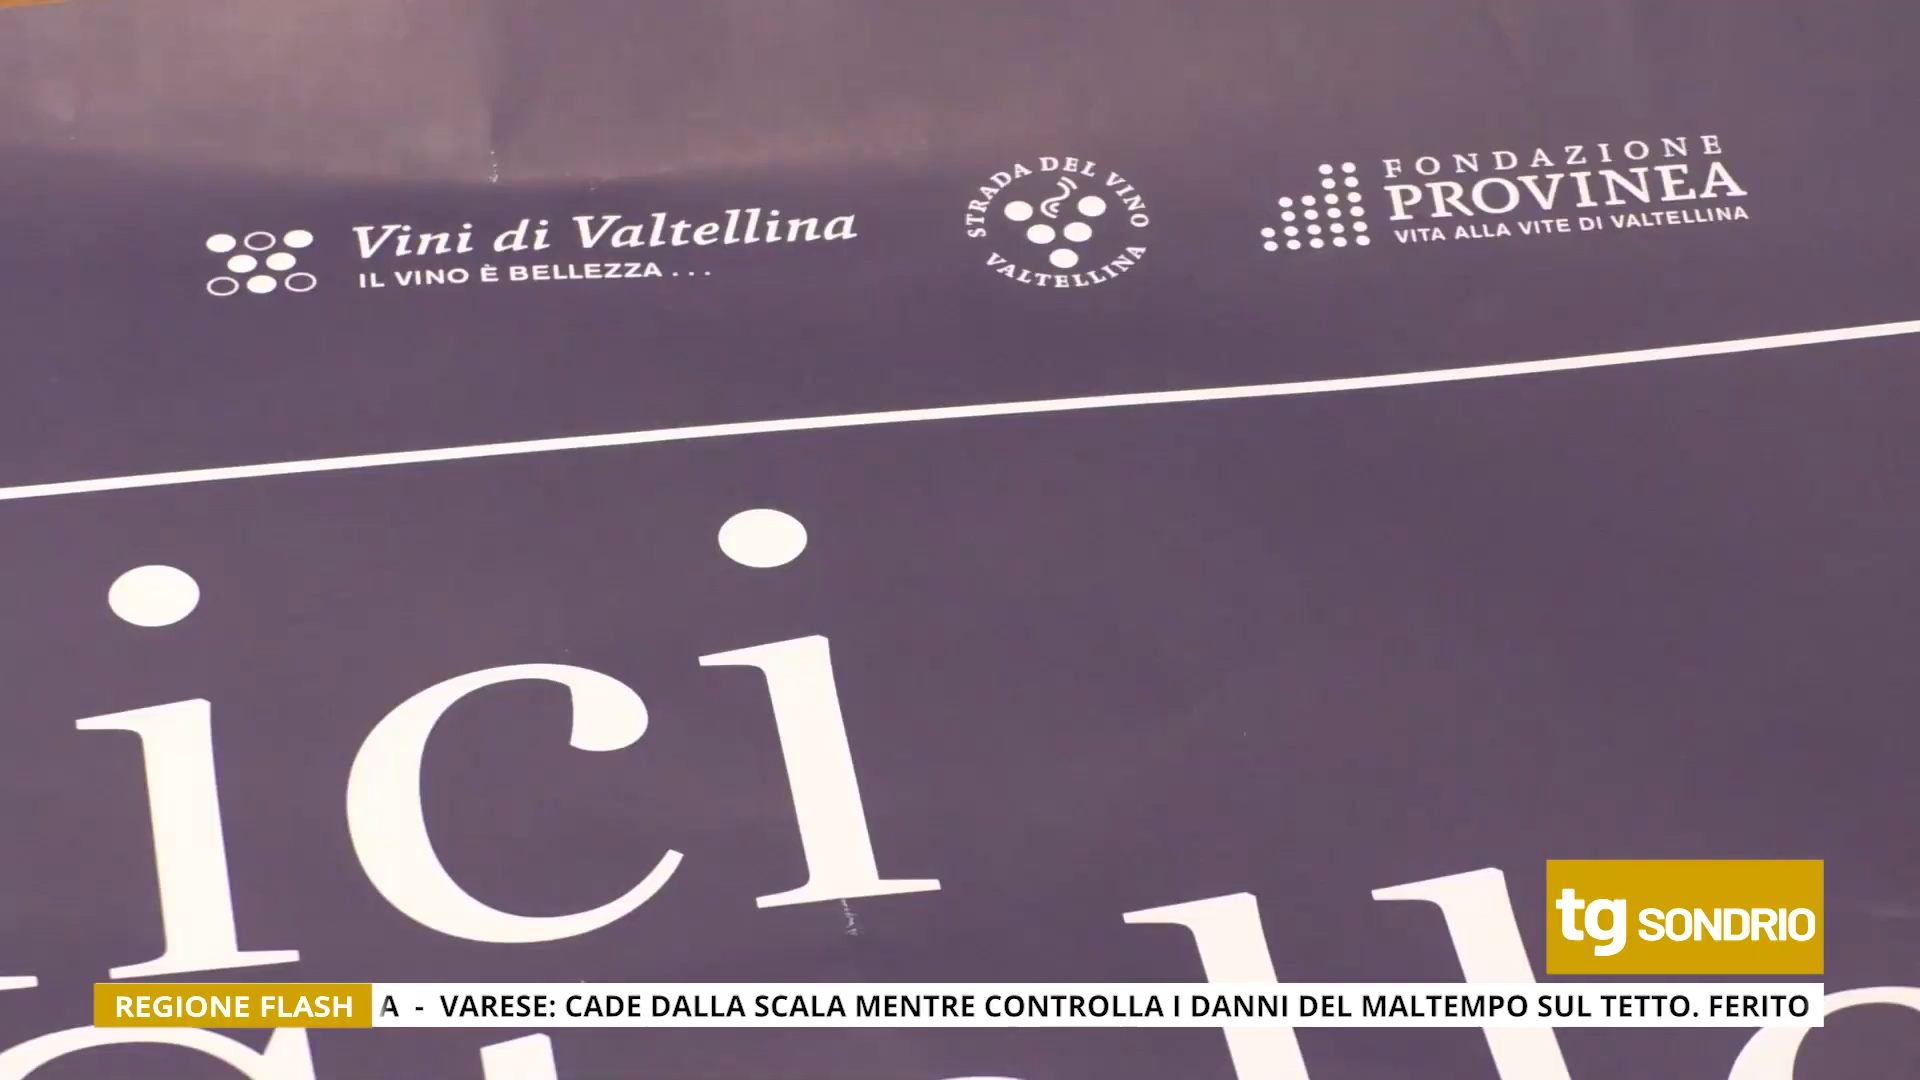 Vini di Valtellina
IL VINO È BELLEZZA . . .
STRADA DEL VINO
VALTELLINA
FONDAZIONE
PROVINEA
VITA ALLA VITE DI VALTELLINA
ici
tg SONDRIO
REGIONE FLASH
A - VARESE: CADE DALLA SCALA MENTRE CONTROLLA I DANNI DEL MALTEMPO SUL TETTO. FERITO